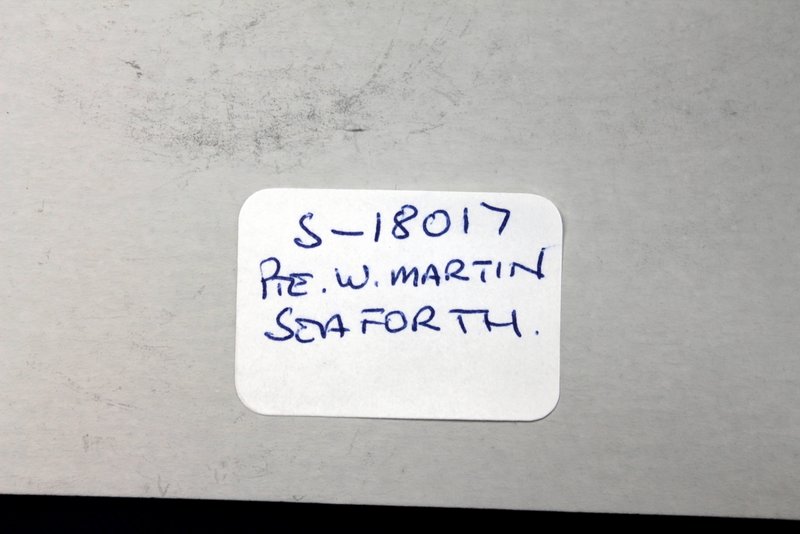 S-18017
PTE. W. MARTIN
SEAFORTH.